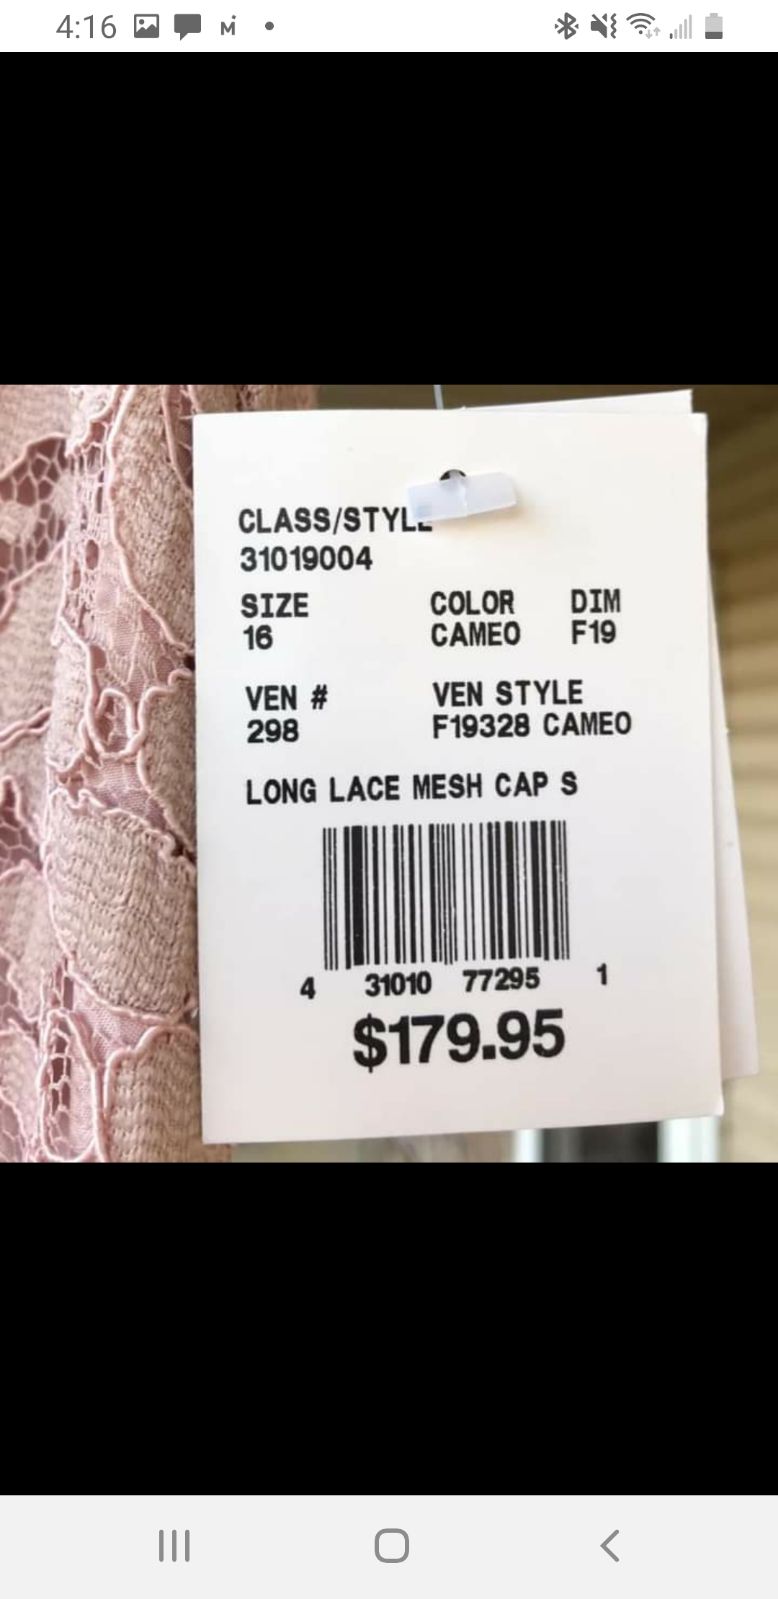 4:16
CLASS/STYLE
31019004
SIZE COLOR DIM
16 CAMEO F19
VEN # VEN STYLE
298 F19328 CAMEO
LONG LACE MESH CAP S
4 31010 77295 1
$179.95